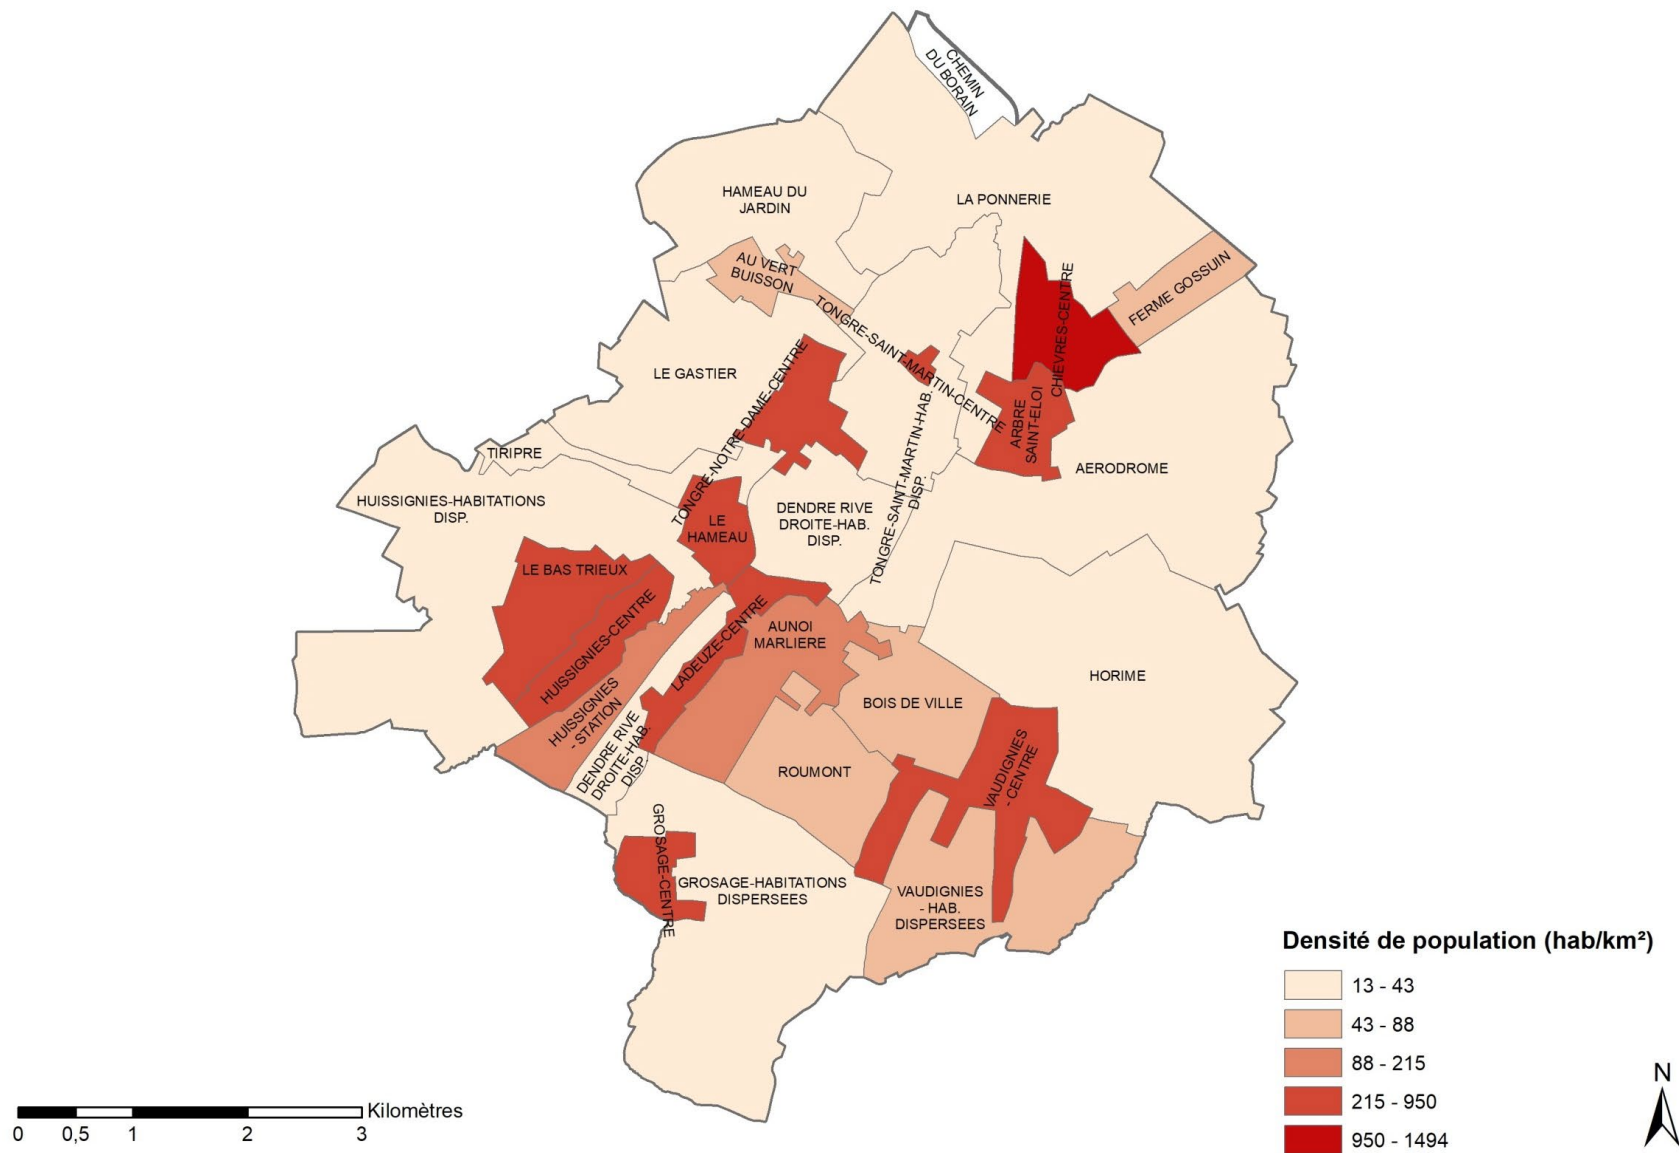 CHEMIN
DU BORAIN
HAMEAU DU
JARDIN
LA PONNERIE
AU VERT
BUISSON
FERME GOSSUIN
CHIEVRES-CENTRE
TONGRE-SAINT-MARTIN-CENTRE
LE GASTIER
TONGRE-NOTRE-DAME-CENTRE
ARBRE
SAINT-ELOI
TIRIPRE
AERODROME
HUISSIGNIES-HABITATIONS
DISP.
TONGRE-SAINT-MARTIN-HAB.
DISP.
LE
HAMEAU
DENDRE RIVE
DROITE-HAB.
DISP.
LE BAS TRIEUX
HUISSIGNIES-CENTRE
LADEUZE-CENTRE
AUNOI
MARLIERE
HORIME
HUISSIGNIES
- STATION
BOIS DE VILLE
DENDRE RIVE
DROITE-HAB.
DISP.
ROUMONT
VAUDIGNIES
- CENTRE
GROSAGE-CENTRE
GROSAGE-HABITATIONS
DISPERSEES
VAUDIGNIES
- HAB.
DISPERSEES
Densité de population (hab/km²)
13 - 43
43 - 88
88 - 215
215 - 950
950 - 1494
N
Kilomètres
0 0,5 1 2 3